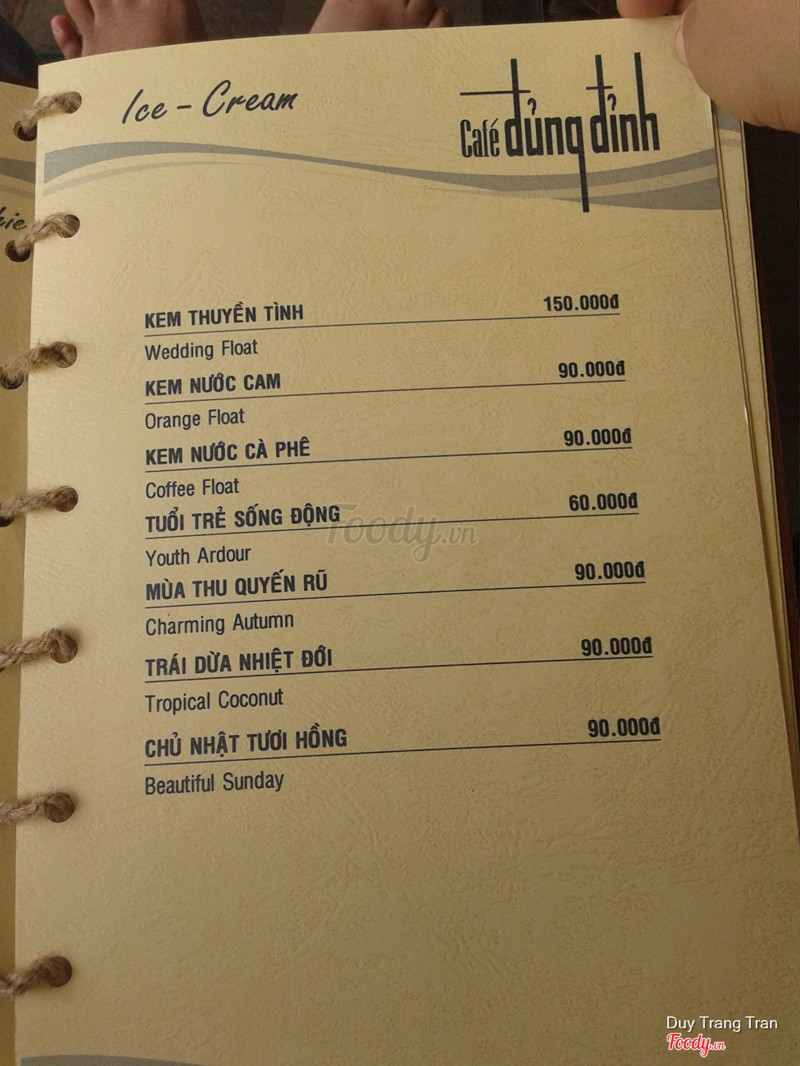 Ice - Cream
Café đủng đỉnh
KEM THUYỀN TÌNH 150.000đ
Wedding Float
KEM NƯỚC CAM 90.000đ
Orange Float
KEM NƯỚC CÀ PHÊ 90.000đ
Coffee Float
TUỔI TRẺ SỐNG ĐỘNG 60.000đ
Youth Ardour
MÙA THU QUYẾN RŨ 90.000đ
Charming Autumn
TRÁI DỪA NHIỆT ĐỚI 90.000đ
Tropical Coconut
CHỦ NHẬT TƯƠI HỒNG 90.000đ
Beautiful Sunday
Foody.vn
Duy Trang Tran
Foody.vn